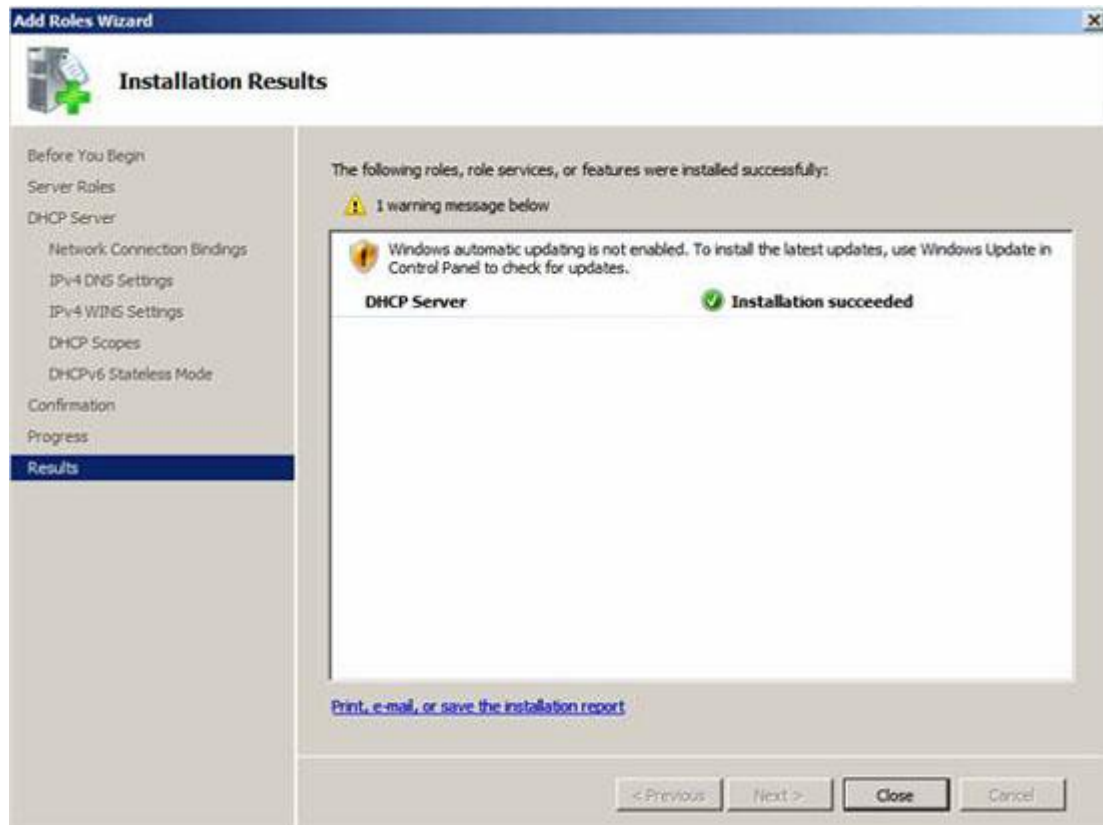 Add Roles Wizard
Installation Results
Before You Begin
Server Roles
DHCP Server
Network Connection Bindings
IPv4 DNS Settings
IPv4 WINS Settings
DHCP Scopes
DHCPv6 Stateless Mode
Confirmation
Progress
Results
The following roles, role services, or features were installed successfully:
1 warning message below
Windows automatic updating is not enabled. To install the latest updates, use Windows Update in
Control Panel to check for updates.
DHCP Server Installation succeeded
Print, e-mail, or save the installation report
< Previous Next > Close Cancel